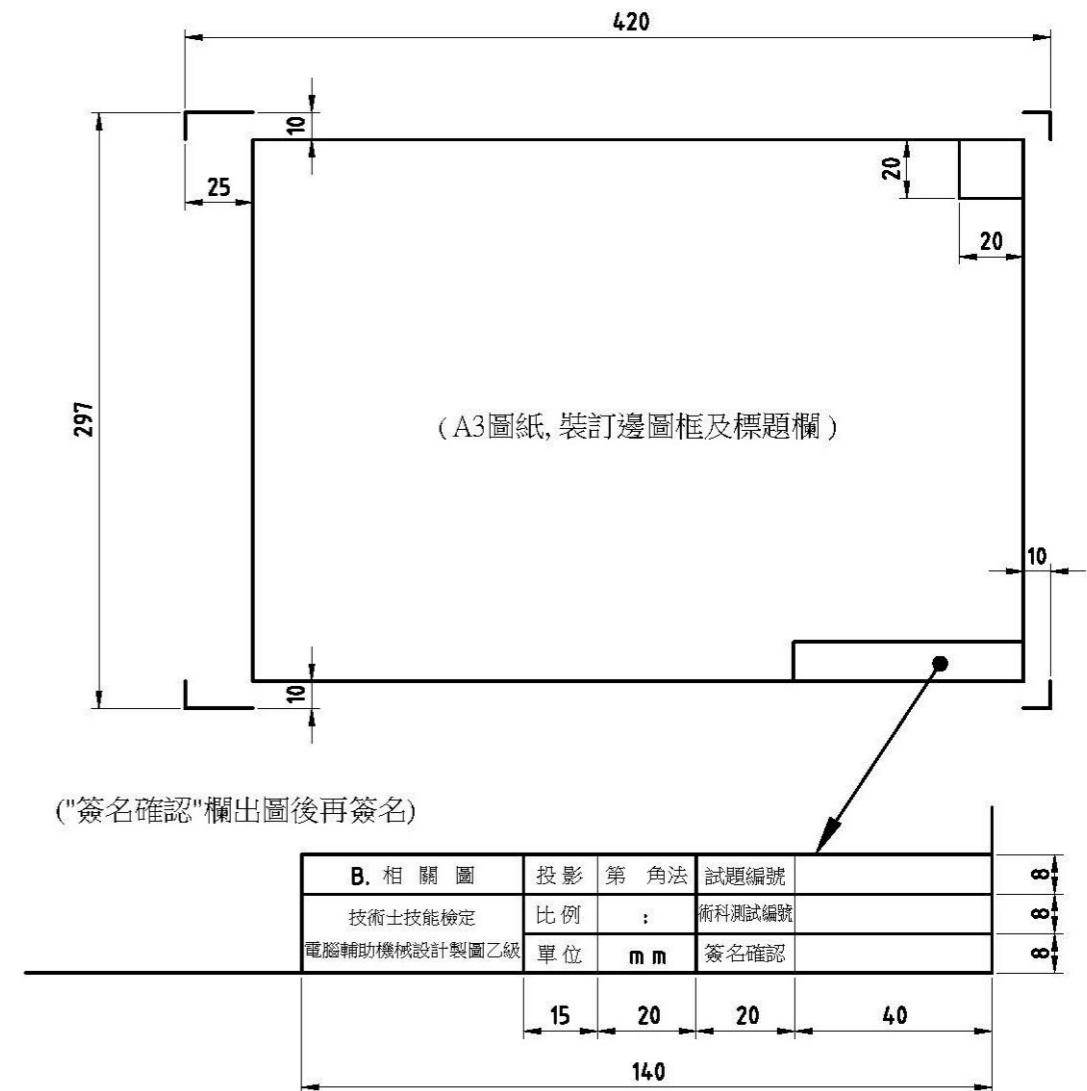 420
10
20
25
20
297
(A3圖紙, 裝訂邊圖框及標題欄)
10
10
("簽名確認"欄出圖後再簽名)
B. 相 關 圖 投影 第 角法 試題編號 8
技術士技能檢定 比例 : 術科測試編號 8
電腦輔助機械設計製圖乙級 單位 mm 簽名確認 8
15 20 20 40
140